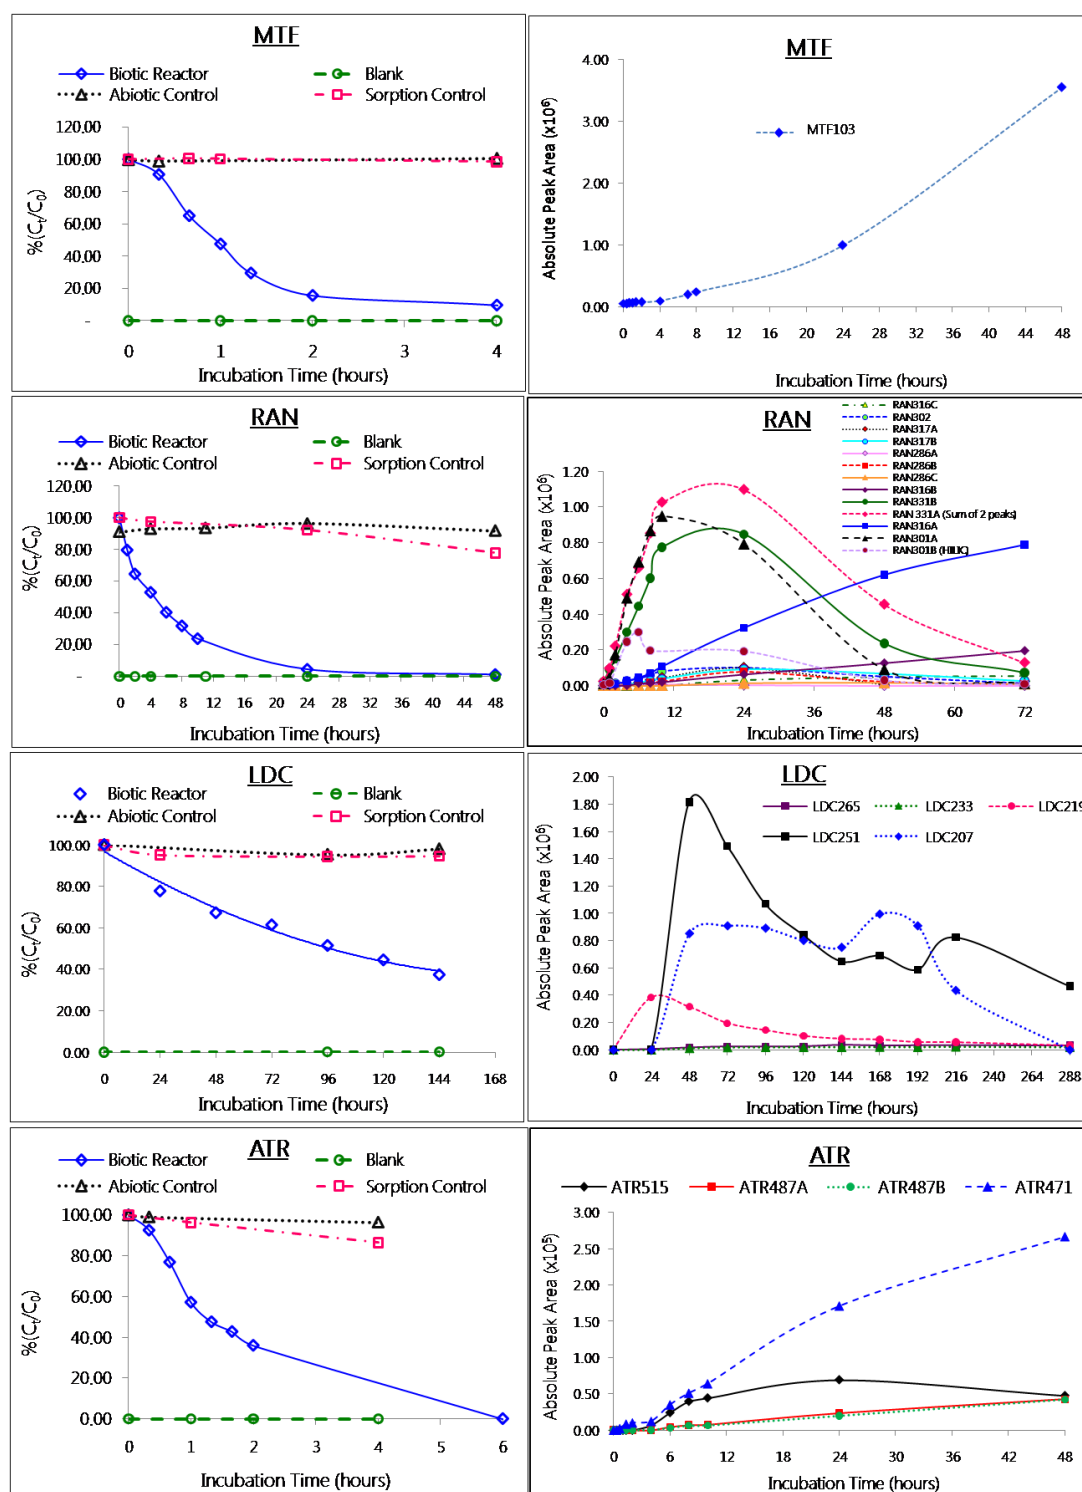 MTF
Biotic Reactor
Blank
Abiotic Control
Sorption Control
120.00
100.00
80.00
60.00
40.00
20.00
-
%(Cₜ/C₀)
0 1 2 3 4
Incubation Time (hours)
MTF
MTF103
4.00
3.00
2.00
1.00
0.00
Absolute Peak Area (x10⁶)
0 4 8 12 16 20 24 28 32 36 40 44 48
Incubation Time (hours)
RAN
Biotic Reactor
Blank
Abiotic Control
Sorption Control
120.00
100.00
80.00
60.00
40.00
20.00
-
%(Cₜ/C₀)
0 4 8 12 16 20 24 28 32 36 40 44 48
Incubation Time (hours)
RAN
RAN316C
RAN302
RAN317A
RAN317B
RAN286A
RAN286B
RAN286C
RAN316B
RAN331B
RAN 331A (Sum of 2 peaks)
RAN316A
RAN301A
RAN301B (HILIC)
1.20
1.00
0.80
0.60
0.40
0.20
0.00
Absolute Peak Area (x10⁶)
0 12 24 36 48 60 72
Incubation Time (hours)
LDC
Biotic Reactor
Blank
Abiotic Control
Sorption Control
100.00
80.00
60.00
40.00
20.00
0.00
%(Cₜ/C₀)
0 24 48 72 96 120 144 168
Incubation Time (hours)
LDC
LDC265
LDC233
LDC219
LDC251
LDC207
2.00
1.80
1.60
1.40
1.20
1.00
0.80
0.60
0.40
0.20
0.00
Absolute Peak Area (x10⁶)
0 24 48 72 96 120 144 168 192 216 240 264 288
Incubation Time (hours)
ATR
Biotic Reactor
Blank
Abiotic Control
Sorption Control
100.00
80.00
60.00
40.00
20.00
0.00
%(Cₜ/C₀)
0 1 2 3 4 5 6
Incubation Time (hours)
ATR
ATR515
ATR487A
ATR487B
ATR471
3.00
2.50
2.00
1.50
1.00
0.50
0.00
Absolute Peak Area (x10⁵)
0 6 12 18 24 30 36 42 48
Incubation Time (hours)